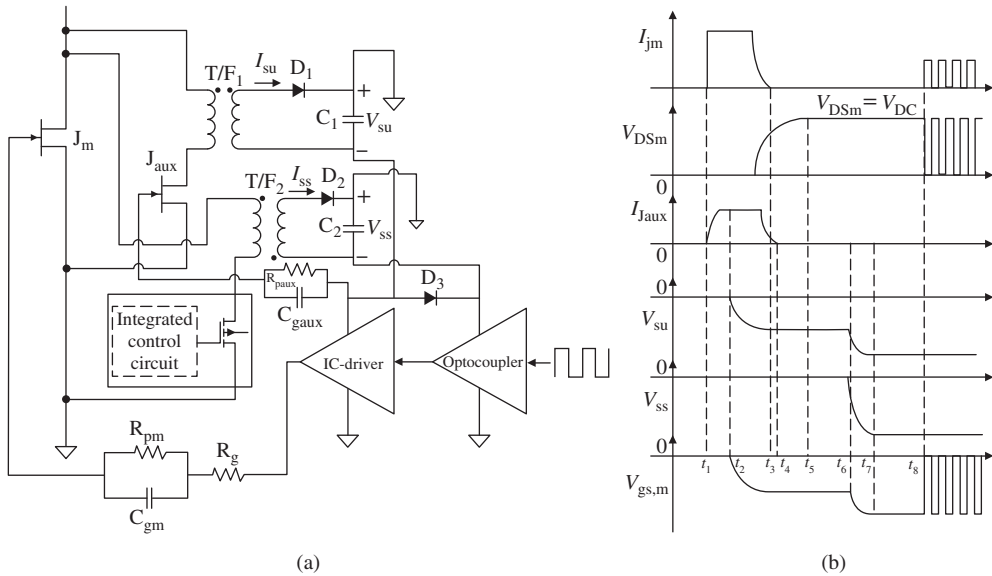 T/F1
Isu
D1
+
C1
Vsu
−
Jm
Jaux
T/F2
Iss
D2
+
C2
Vss
−
Rpaux
Cgaux
D3
Integrated
control
circuit
IC-driver
Optocoupler
Rpm
Rg
Cgm
(a)
Ijm
VDSm = VDC
VDSm
0
IJaux
0
0
Vsu
0
Vss
0
t1
t2
t3
t4
t5
t6
t7
t8
Vgs,m
(b)